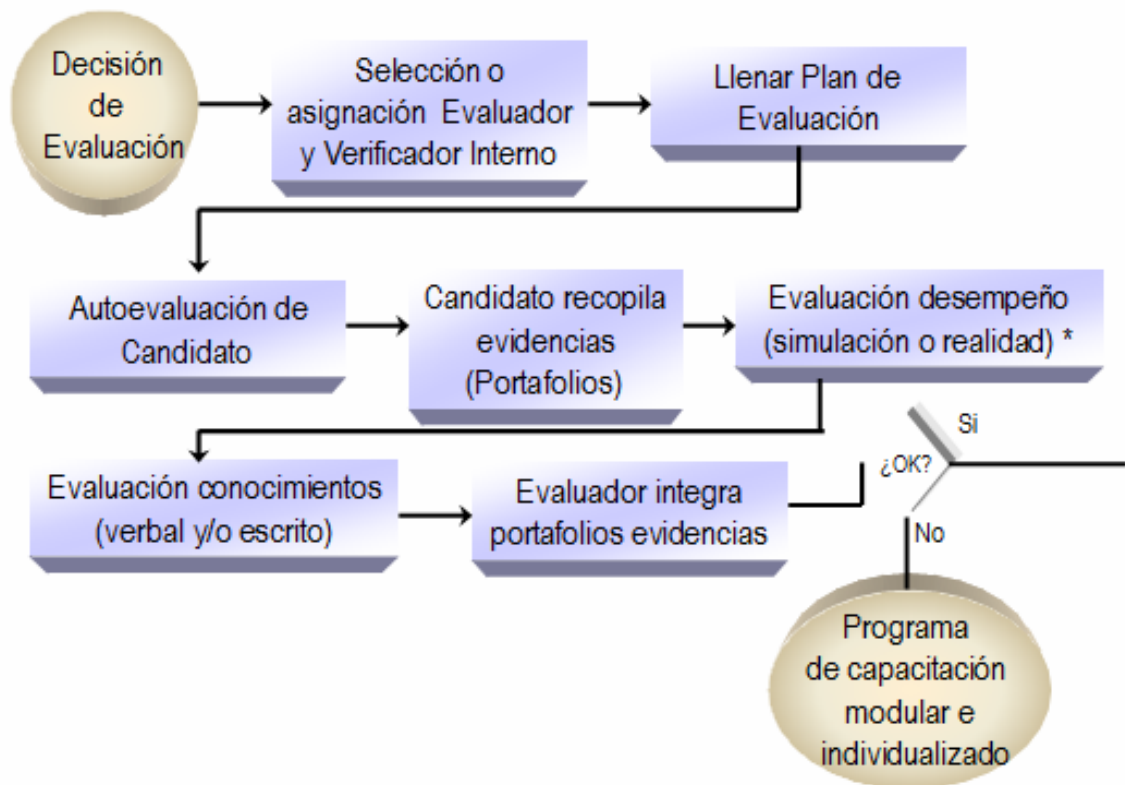 Decisión
de
Evaluación
Selección o
asignación Evaluador
y Verificador Interno
Llenar Plan de
Evaluación
Autoevaluación de
Candidato
Candidato recopila
evidencias
(Portafolios)
Evaluación desempeño
(simulación o realidad) *
Evaluación conocimientos
(verbal y/o escrito)
Evaluador integra
portafolios evidencias
¿OK?
Si
No
Programa
de capacitación
modular e
individualizado